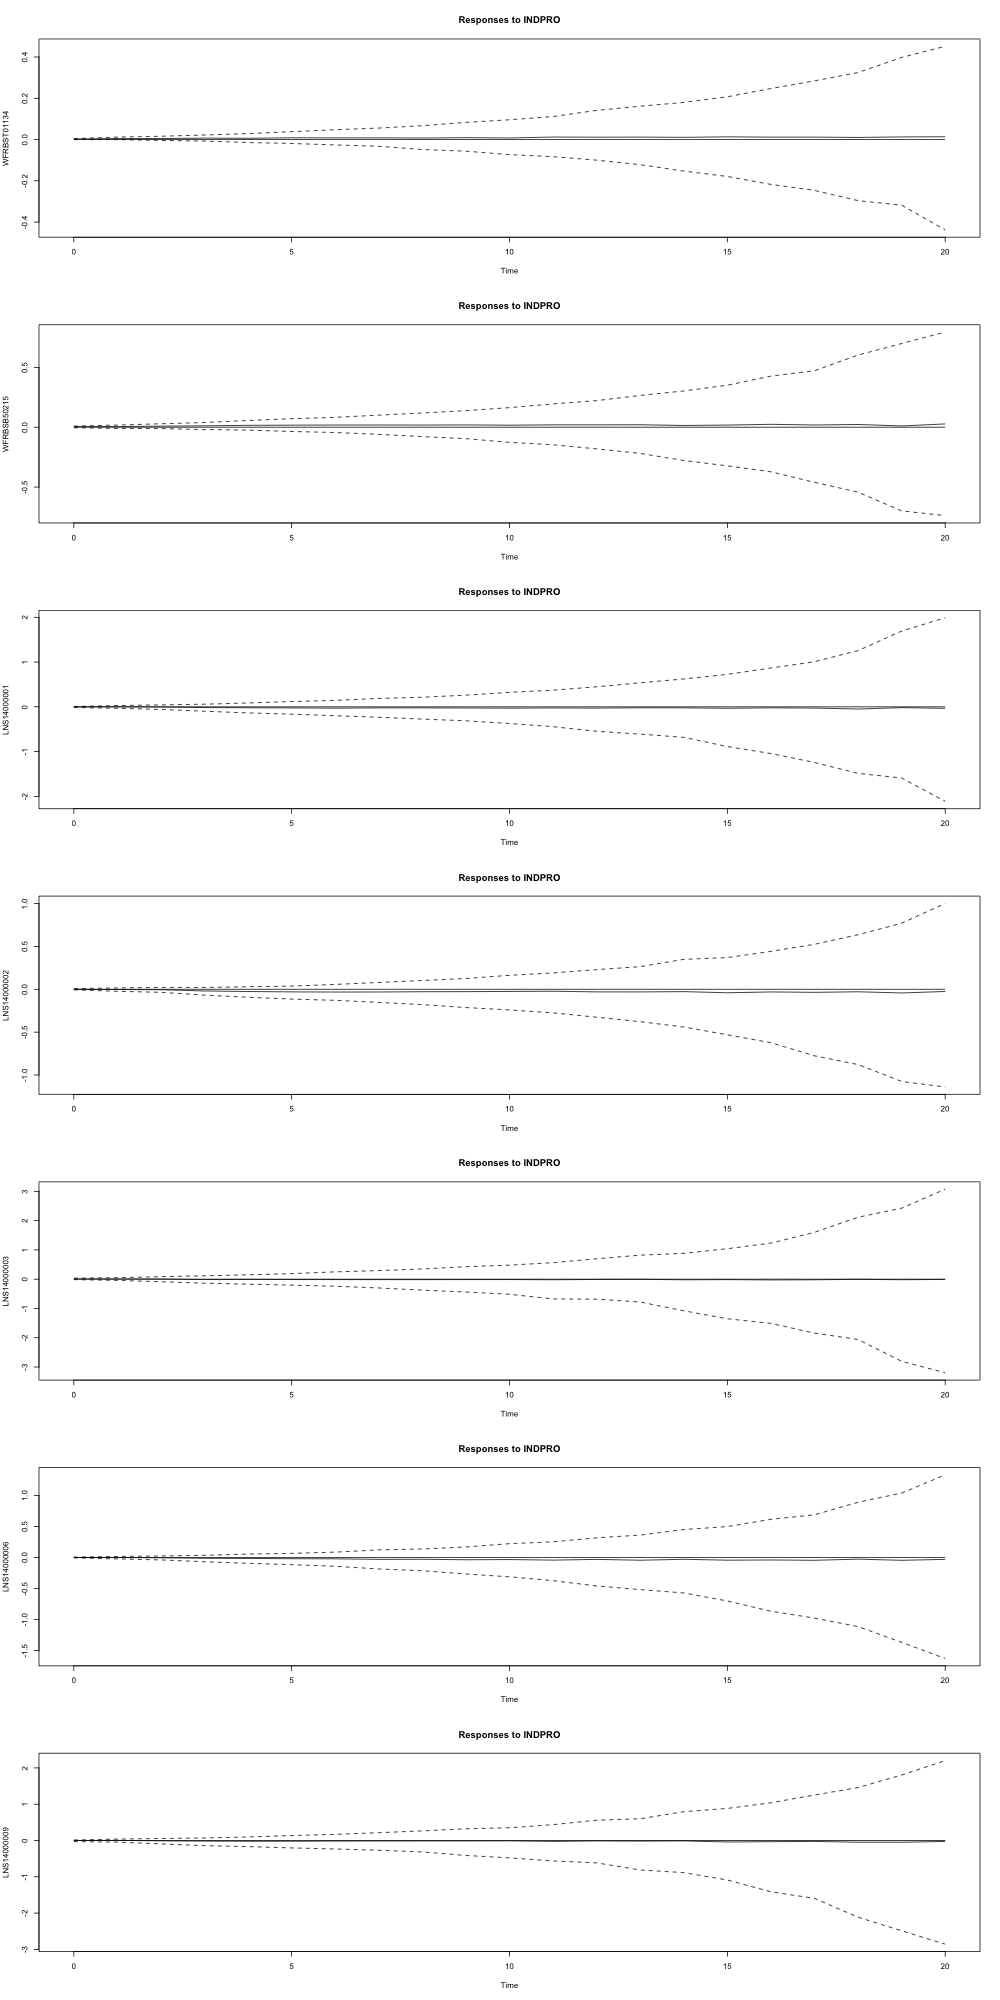 Responses to INDPRO
WFRBST01134
0.4
0.2
0.0
-0.2
-0.4
0 5 10 15 20
Time
Responses to INDPRO
WFRBSB50215
0.5
0.0
-0.5
0 5 10 15 20
Time
Responses to INDPRO
LNS14000001
2
1
0
-1
-2
0 5 10 15 20
Time
Responses to INDPRO
LNS14000002
1.0
0.5
0.0
-0.5
-1.0
0 5 10 15 20
Time
Responses to INDPRO
LNS14000003
3
2
1
0
-1
-2
-3
0 5 10 15 20
Time
Responses to INDPRO
LNS14000006
1.0
0.5
0.0
-0.5
-1.0
-1.5
0 5 10 15 20
Time
Responses to INDPRO
LNS14000009
2
1
0
-1
-2
-3
0 5 10 15 20
Time